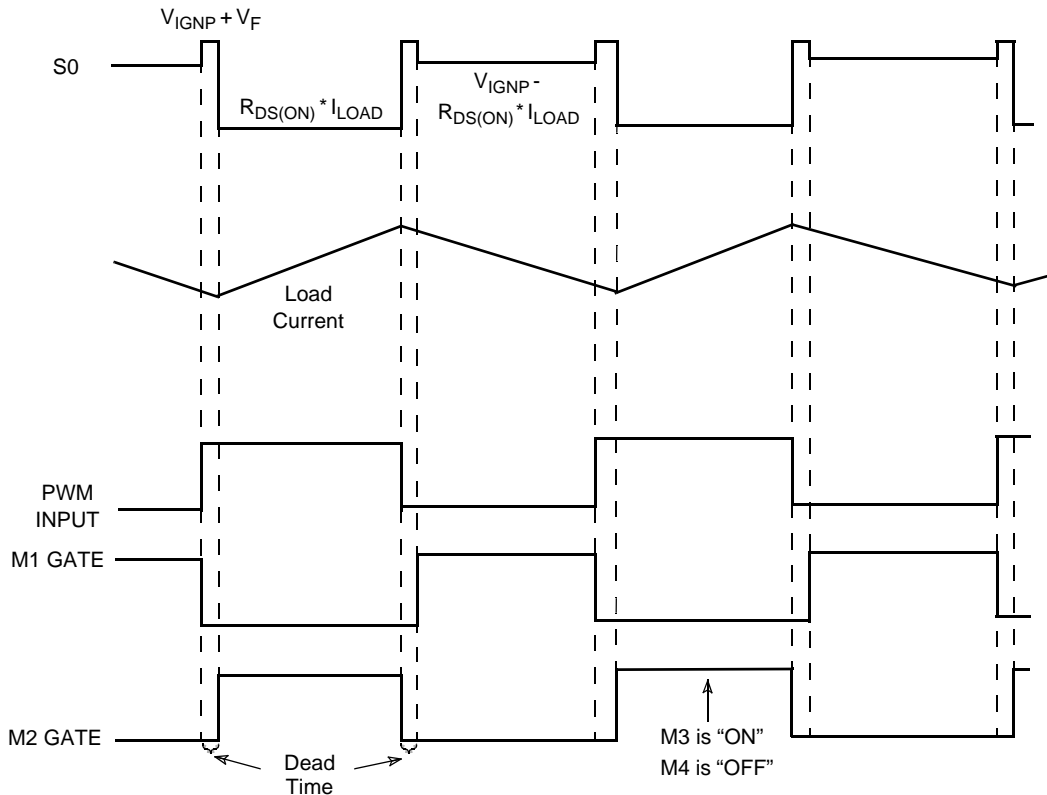 V_IGNP + V_F
S0
R_DS(ON) * I_LOAD
V_IGNP -
R_DS(ON) * I_LOAD
Load
Current
PWM
INPUT
M1 GATE
M2 GATE
Dead
Time
M3 is “ON”
M4 is “OFF”